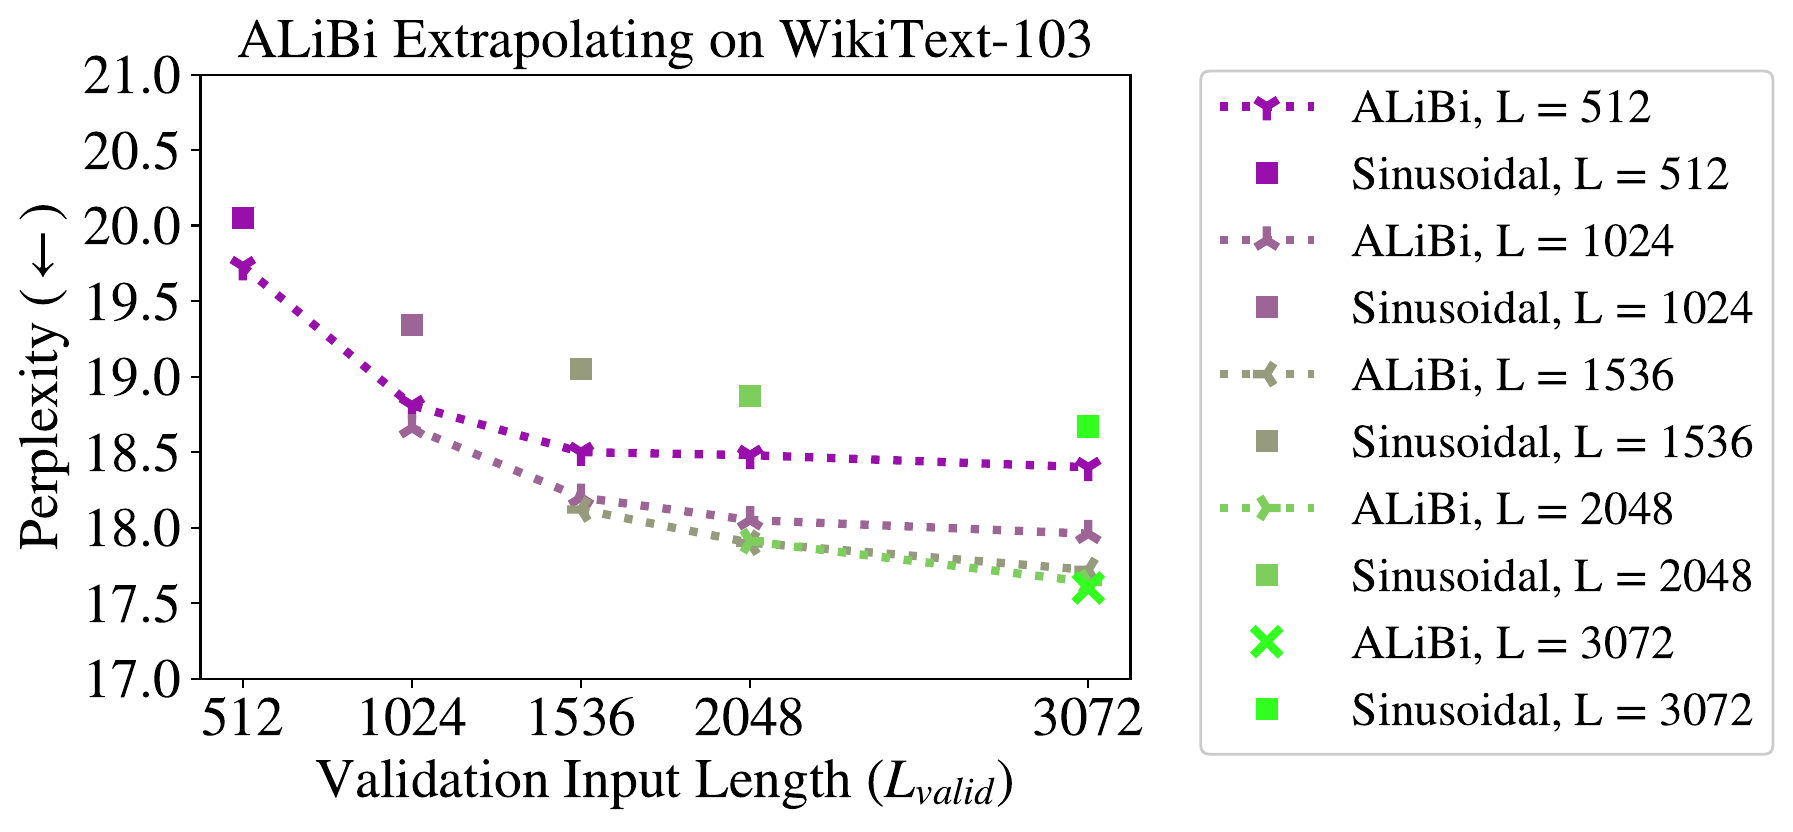 ALiBi Extrapolating on WikiText-103
21.0
20.5
20.0
19.5
19.0
18.5
18.0
17.5
17.0
Perplexity (←)
512 1024 1536 2048 3072
Validation Input Length (L_valid)
ALiBi, L = 512
Sinusoidal, L = 512
ALiBi, L = 1024
Sinusoidal, L = 1024
ALiBi, L = 1536
Sinusoidal, L = 1536
ALiBi, L = 2048
Sinusoidal, L = 2048
ALiBi, L = 3072
Sinusoidal, L = 3072